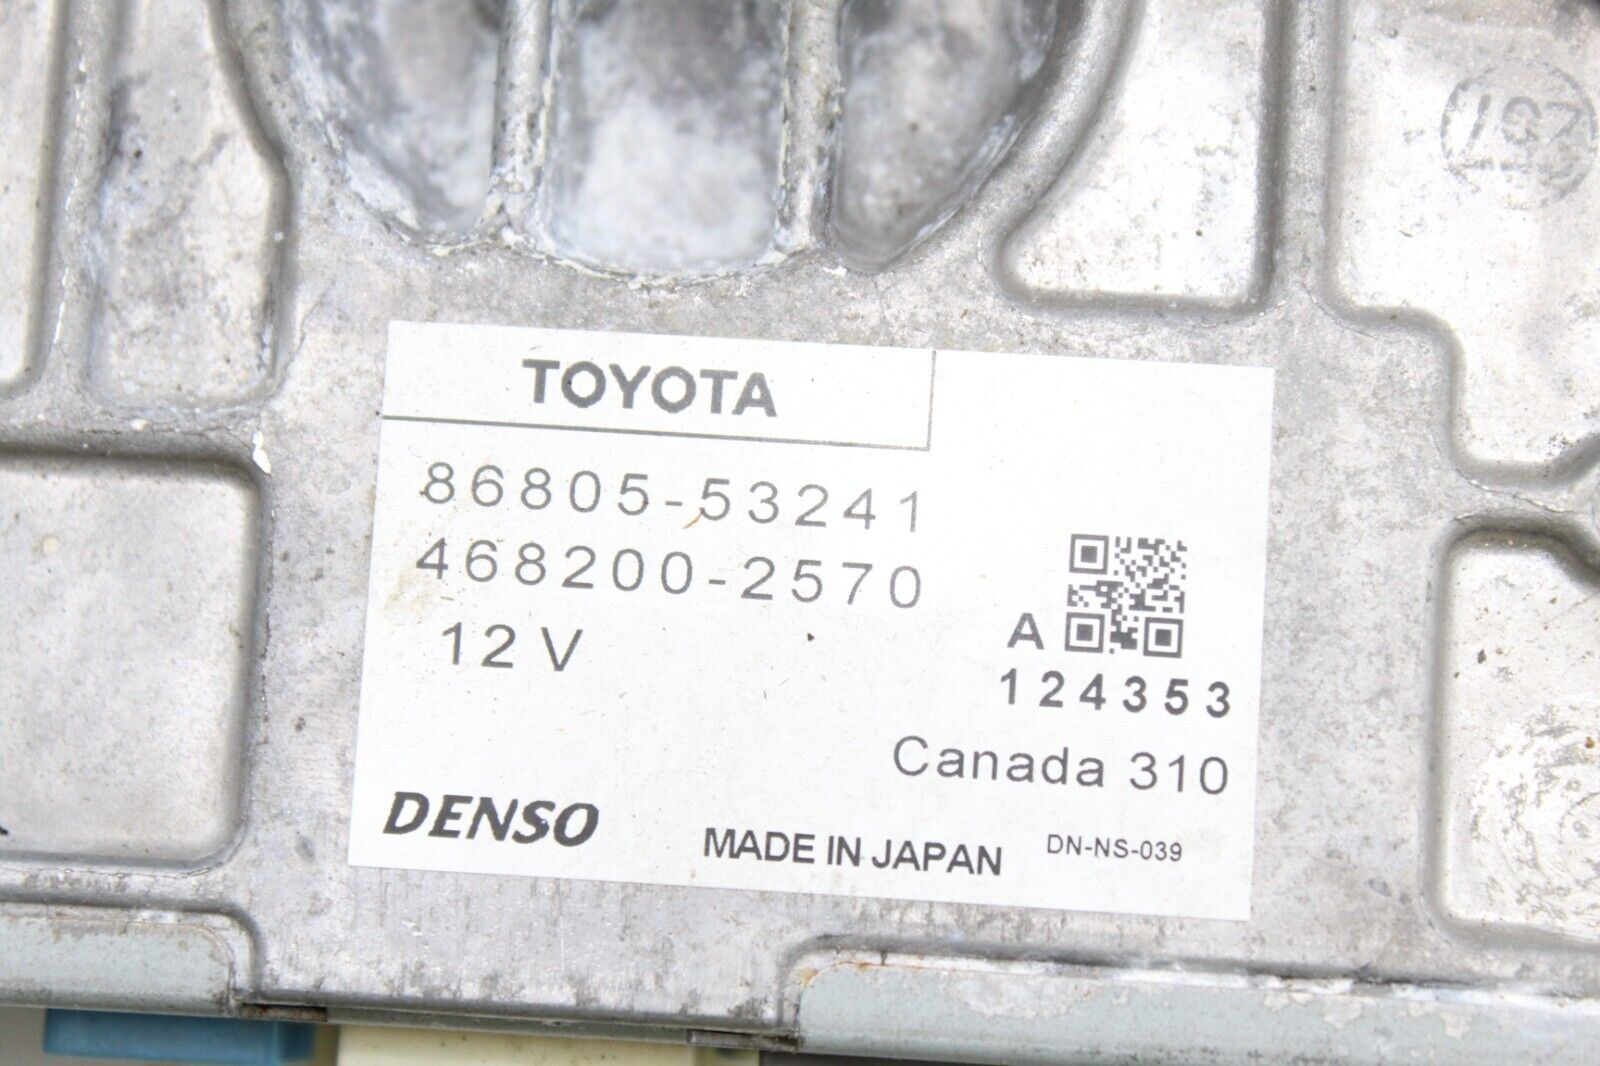 TOYOTA
86805-53241
468200-2570
12V
A
124353
Canada 310
DENSO
MADE IN JAPAN
DN-NS-039